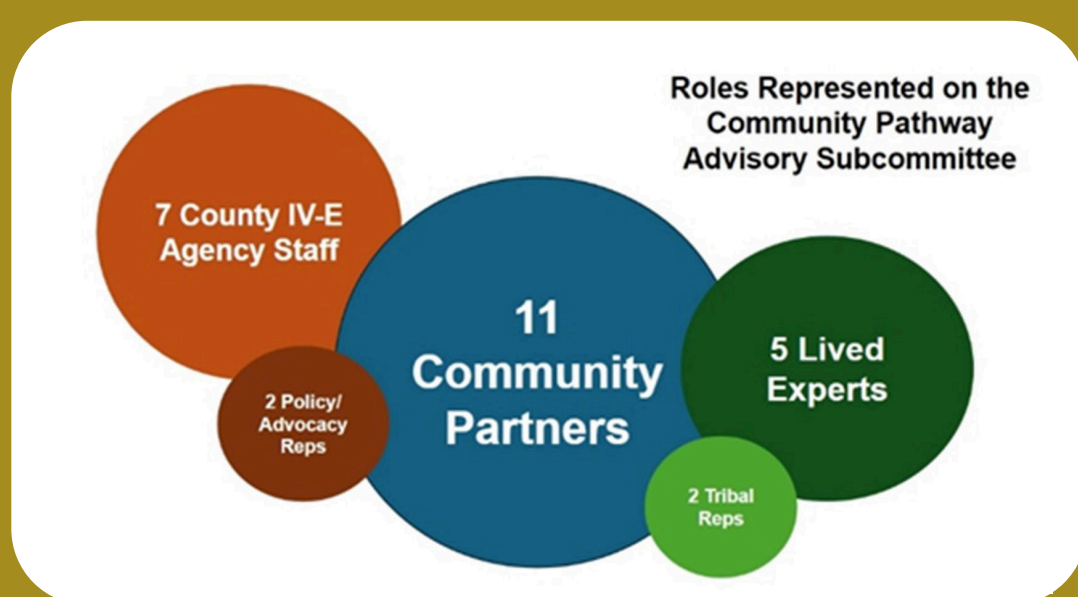 Roles Represented on the
Community Pathway
Advisory Subcommittee
7 County IV-E
Agency Staff
11
Community
Partners
5 Lived
Experts
2 Policy/
Advocacy
Reps
2 Tribal
Reps